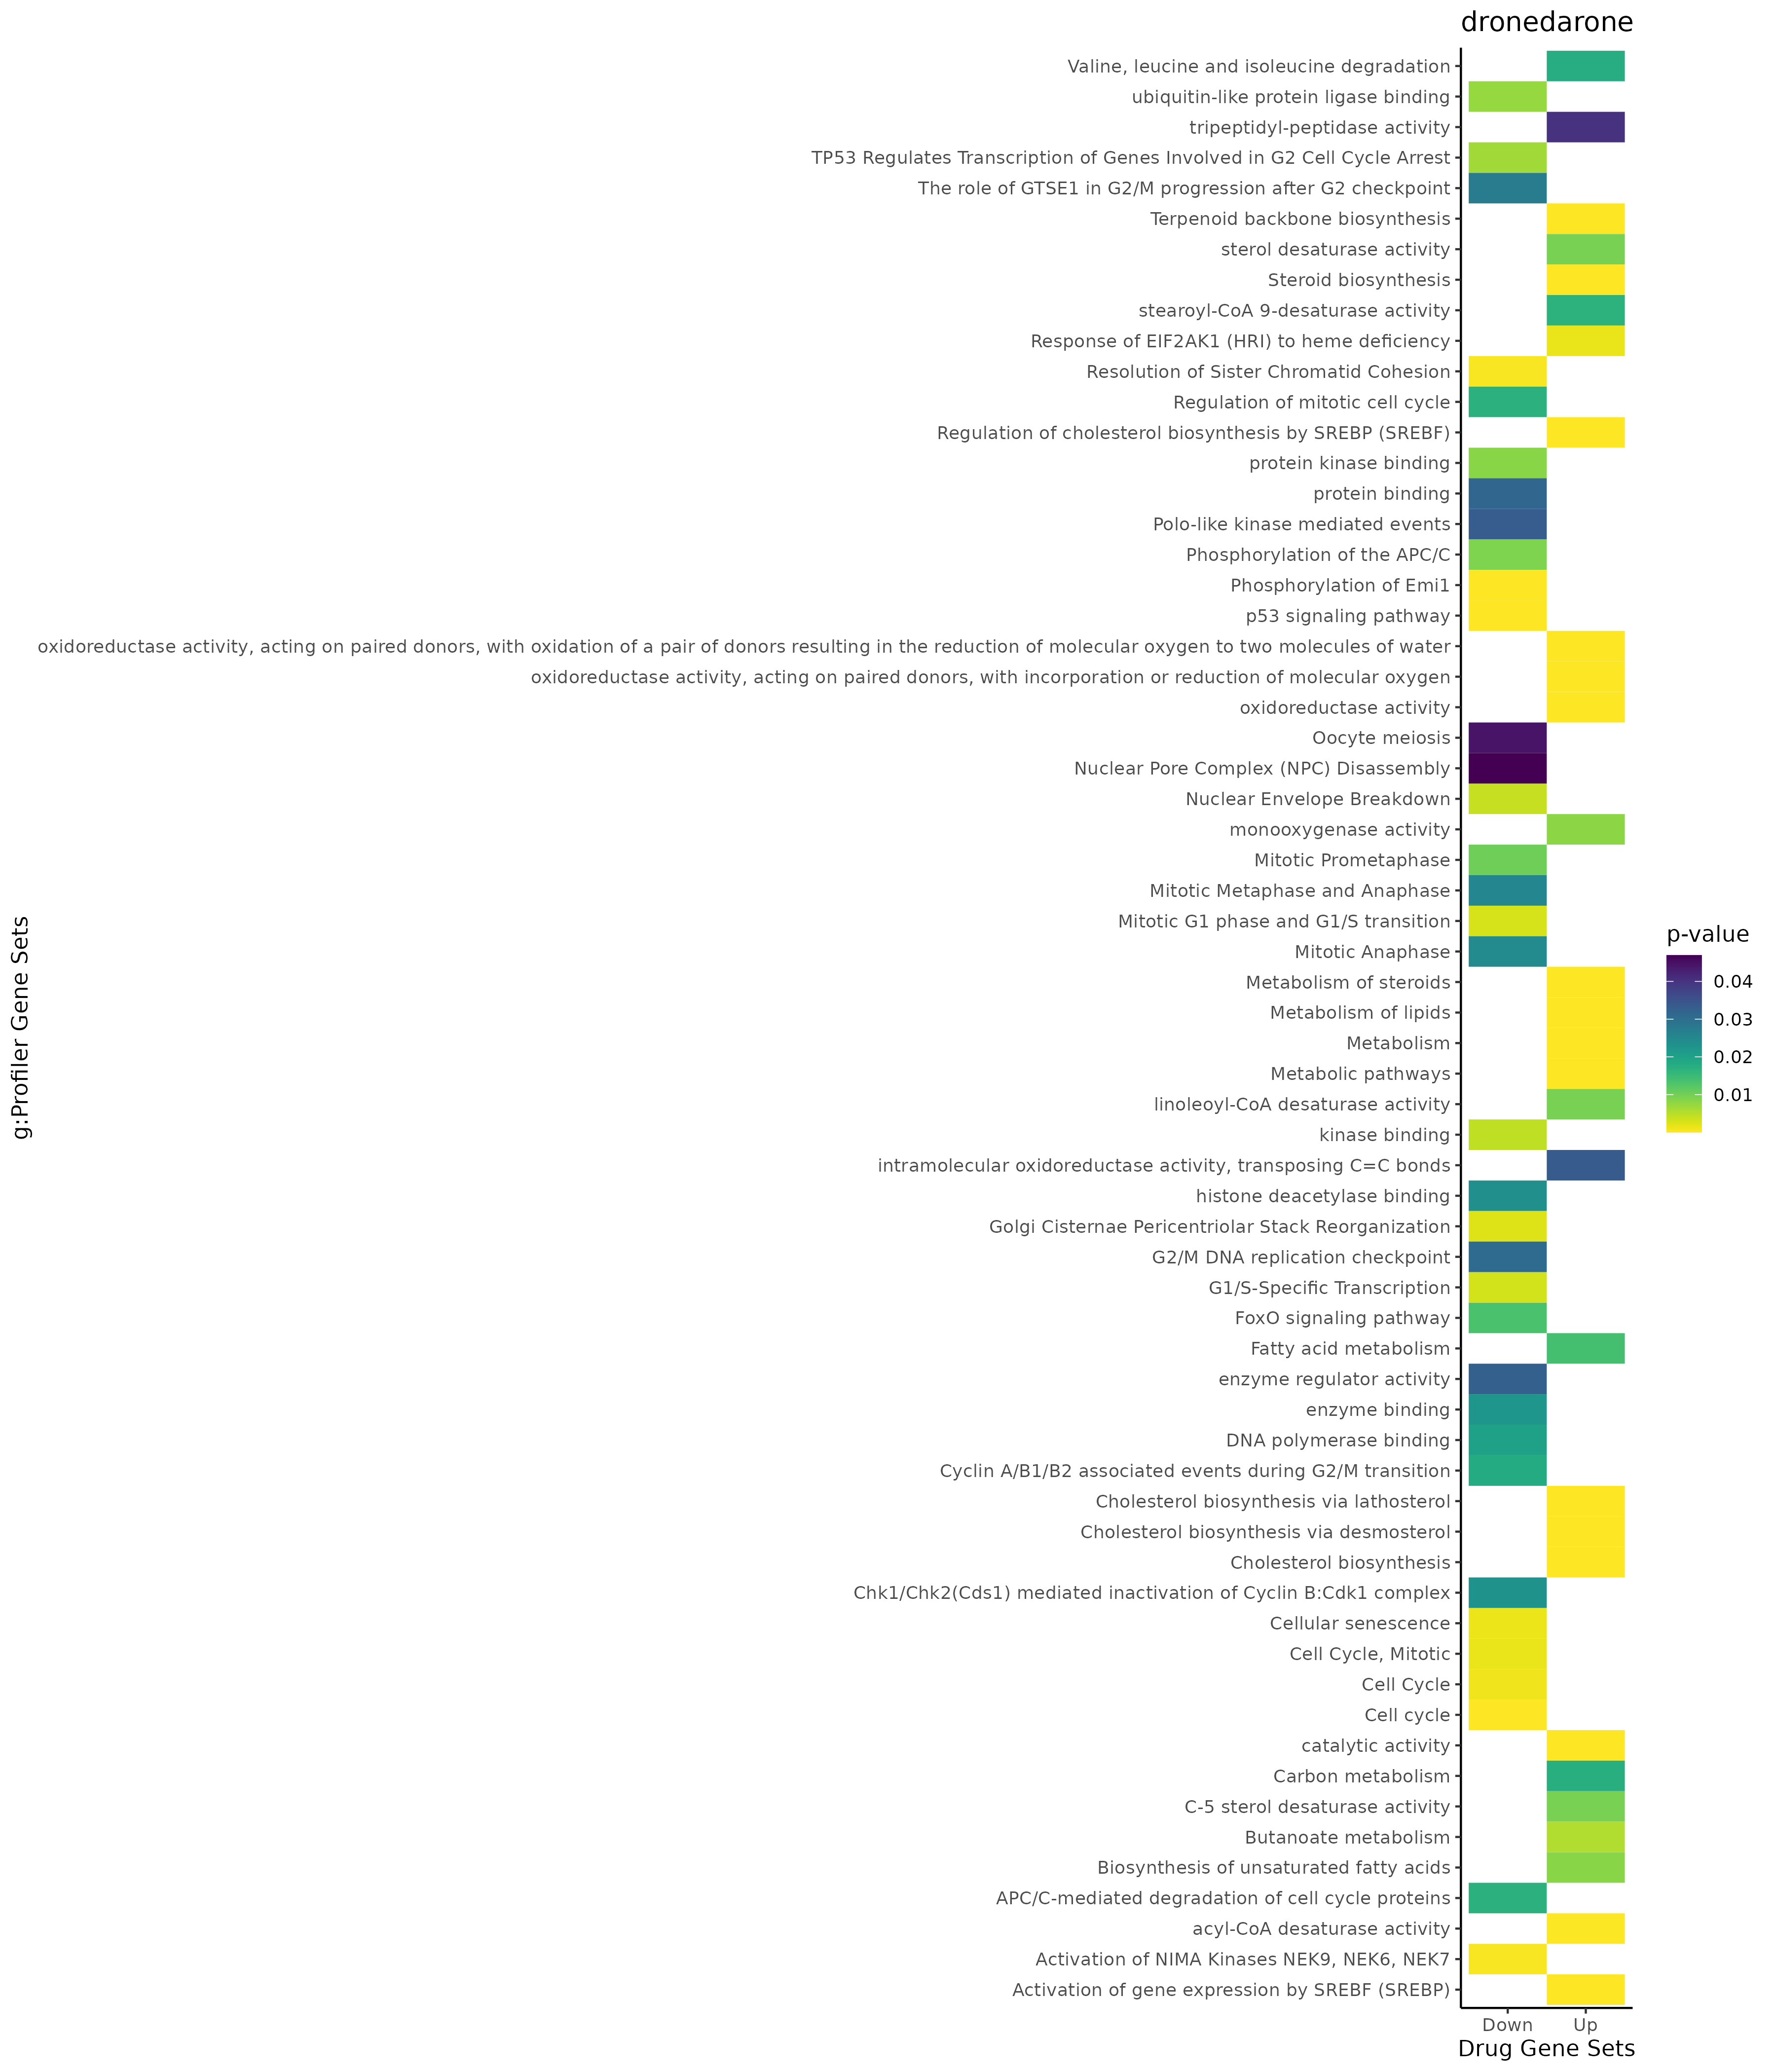 dronedarone
Valine, leucine and isoleucine degradation
ubiquitin-like protein ligase binding
tripeptidyl-peptidase activity
TP53 Regulates Transcription of Genes Involved in G2 Cell Cycle Arrest
The role of GTSE1 in G2/M progression after G2 checkpoint
Terpenoid backbone biosynthesis
sterol desaturase activity
Steroid biosynthesis
stearoyl-CoA 9-desaturase activity
Response of EIF2AK1 (HRI) to heme deficiency
Resolution of Sister Chromatid Cohesion
Regulation of mitotic cell cycle
Regulation of cholesterol biosynthesis by SREBP (SREBF)
protein kinase binding
protein binding
Polo-like kinase mediated events
Phosphorylation of the APC/C
Phosphorylation of Emi1
p53 signaling pathway
oxidoreductase activity, acting on paired donors, with oxidation of a pair of donors resulting in the reduction of molecular oxygen to two molecules of water
oxidoreductase activity, acting on paired donors, with incorporation or reduction of molecular oxygen
oxidoreductase activity
Oocyte meiosis
Nuclear Pore Complex (NPC) Disassembly
Nuclear Envelope Breakdown
monooxygenase activity
Mitotic Prometaphase
Mitotic Metaphase and Anaphase
Mitotic G1 phase and G1/S transition
Mitotic Anaphase
Metabolism of steroids
Metabolism of lipids
Metabolism
Metabolic pathways
linoleoyl-CoA desaturase activity
kinase binding
intramolecular oxidoreductase activity, transposing C=C bonds
histone deacetylase binding
Golgi Cisternae Pericentriolar Stack Reorganization
G2/M DNA replication checkpoint
G1/S-Specific Transcription
FoxO signaling pathway
Fatty acid metabolism
enzyme regulator activity
enzyme binding
DNA polymerase binding
Cyclin A/B1/B2 associated events during G2/M transition
Cholesterol biosynthesis via lathosterol
Cholesterol biosynthesis via desmosterol
Cholesterol biosynthesis
Chk1/Chk2(Cds1) mediated inactivation of Cyclin B:Cdk1 complex
Cellular senescence
Cell Cycle, Mitotic
Cell Cycle
Cell cycle
catalytic activity
Carbon metabolism
C-5 sterol desaturase activity
Butanoate metabolism
Biosynthesis of unsaturated fatty acids
APC/C-mediated degradation of cell cycle proteins
acyl-CoA desaturase activity
Activation of NIMA Kinases NEK9, NEK6, NEK7
Activation of gene expression by SREBF (SREBP)
Down
Up
Drug Gene Sets
g:Profiler Gene Sets
p-value
0.04
0.03
0.02
0.01